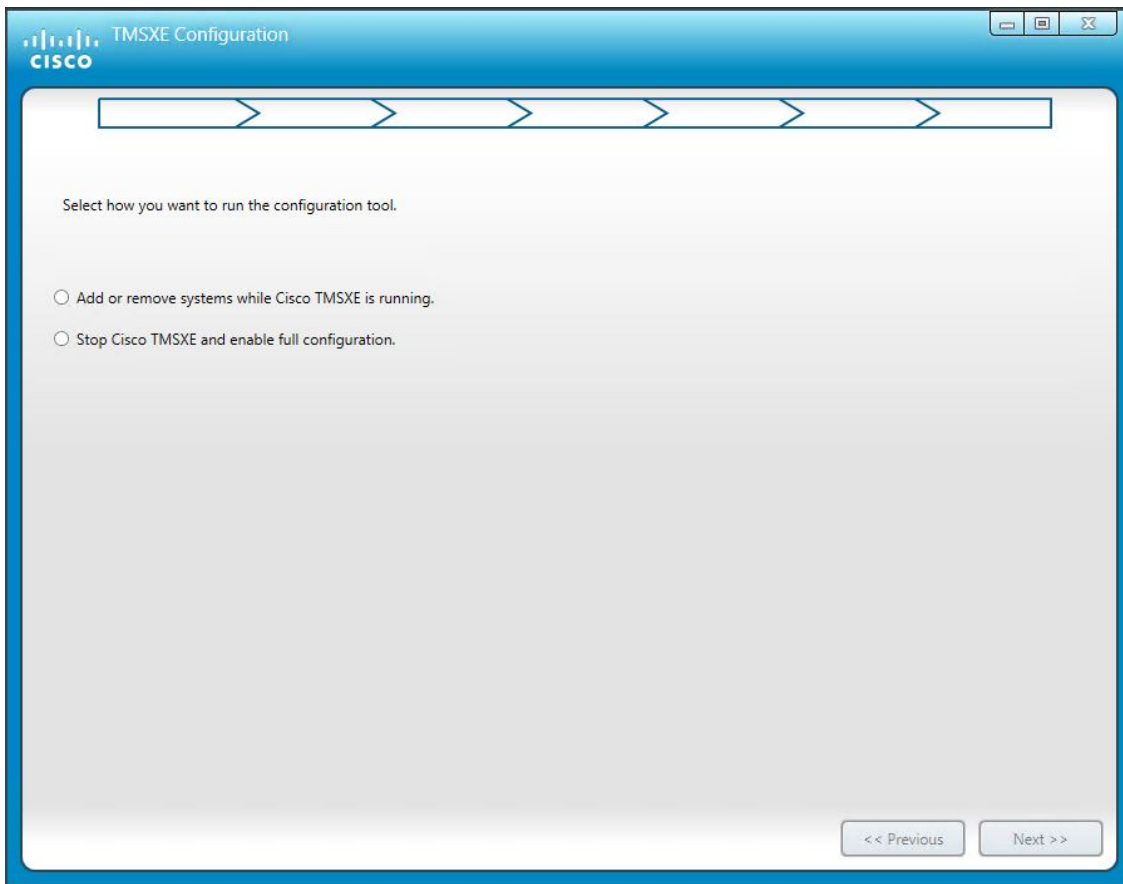 TMSXE Configuration
CISCO
Select how you want to run the configuration tool.
Add or remove systems while Cisco TMSXE is running.
Stop Cisco TMSXE and enable full configuration.
<< Previous
Next >>